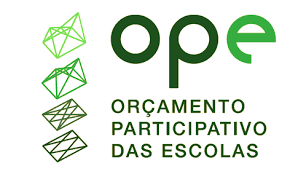 ope
ORÇAMENTO
PARTICIPATIVO
DAS ESCOLAS